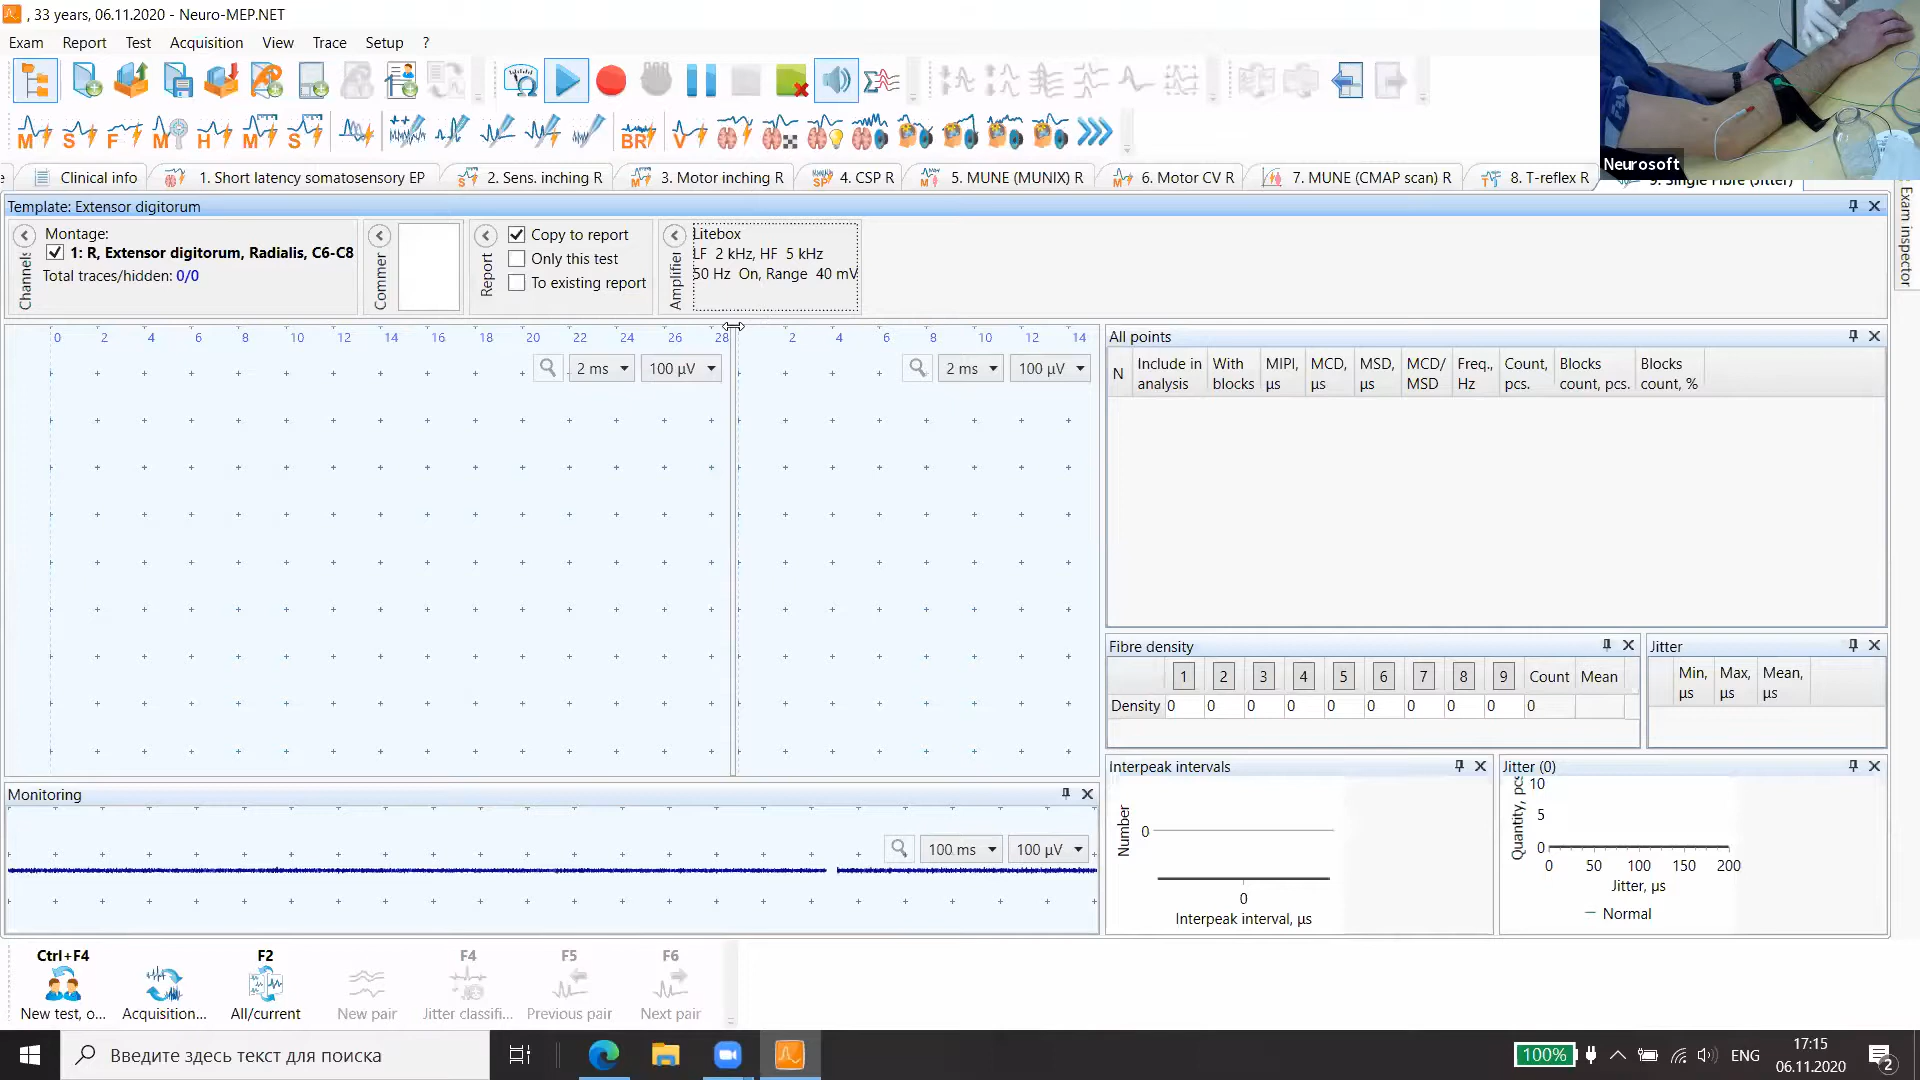 , 33 years, 06.11.2020 - Neuro-MEP.NET
Exam Report Test Acquisition View Trace Setup ?
M S F M H M S BR V
Neurosoft
e Clinical info 1. Short latency somatosensory EP 2. Sens. inching R 3. Motor inching R 4. CSP R 5. MUNE (MUNIX) R 6. Motor CV R 7. MUNE (CMAP scan) R 8. T-reflex R 9. Single Fibre (Jitter)
Template: Extensor digitorum
Exam inspector
Channels
Montage:
1: R, Extensor digitorum, Radialis, C6-C8
Total traces/hidden: 0/0
Commer
Report
Copy to report
Only this test
To existing report
Amplifier
Litebox
LF 2 kHz, HF 5 kHz
50 Hz On, Range 40 mV
0 2 4 6 8 10 12 14 16 18 20 22 24 26 28 2 4 6 8 10 12 14
2 ms 100 µV 2 ms 100 µV
All points
N Include in analysis With blocks MIPI, µs MCD, µs MSD, µs MCD/ MSD Freq., Hz Count, pcs. Blocks count, pcs. Blocks count, %
Fibre density
1 2 3 4 5 6 7 8 9 Count Mean
Density 0 0 0 0 0 0 0 0 0 0
Jitter
Min, µs Max, µs Mean, µs
Monitoring
100 ms 100 µV
Interpeak intervals
Number
0
0
Interpeak interval, µs
Jitter (0)
Quantity, pcs
10
5
0
0 50 100 150 200
Jitter, µs
Normal
Ctrl+F4 F2 F4 F5 F6
New test, o... Acquisition... All/current New pair Jitter classifi... Previous pair Next pair
Введите здесь текст для поиска
100% ENG
17:15
06.11.2020
2